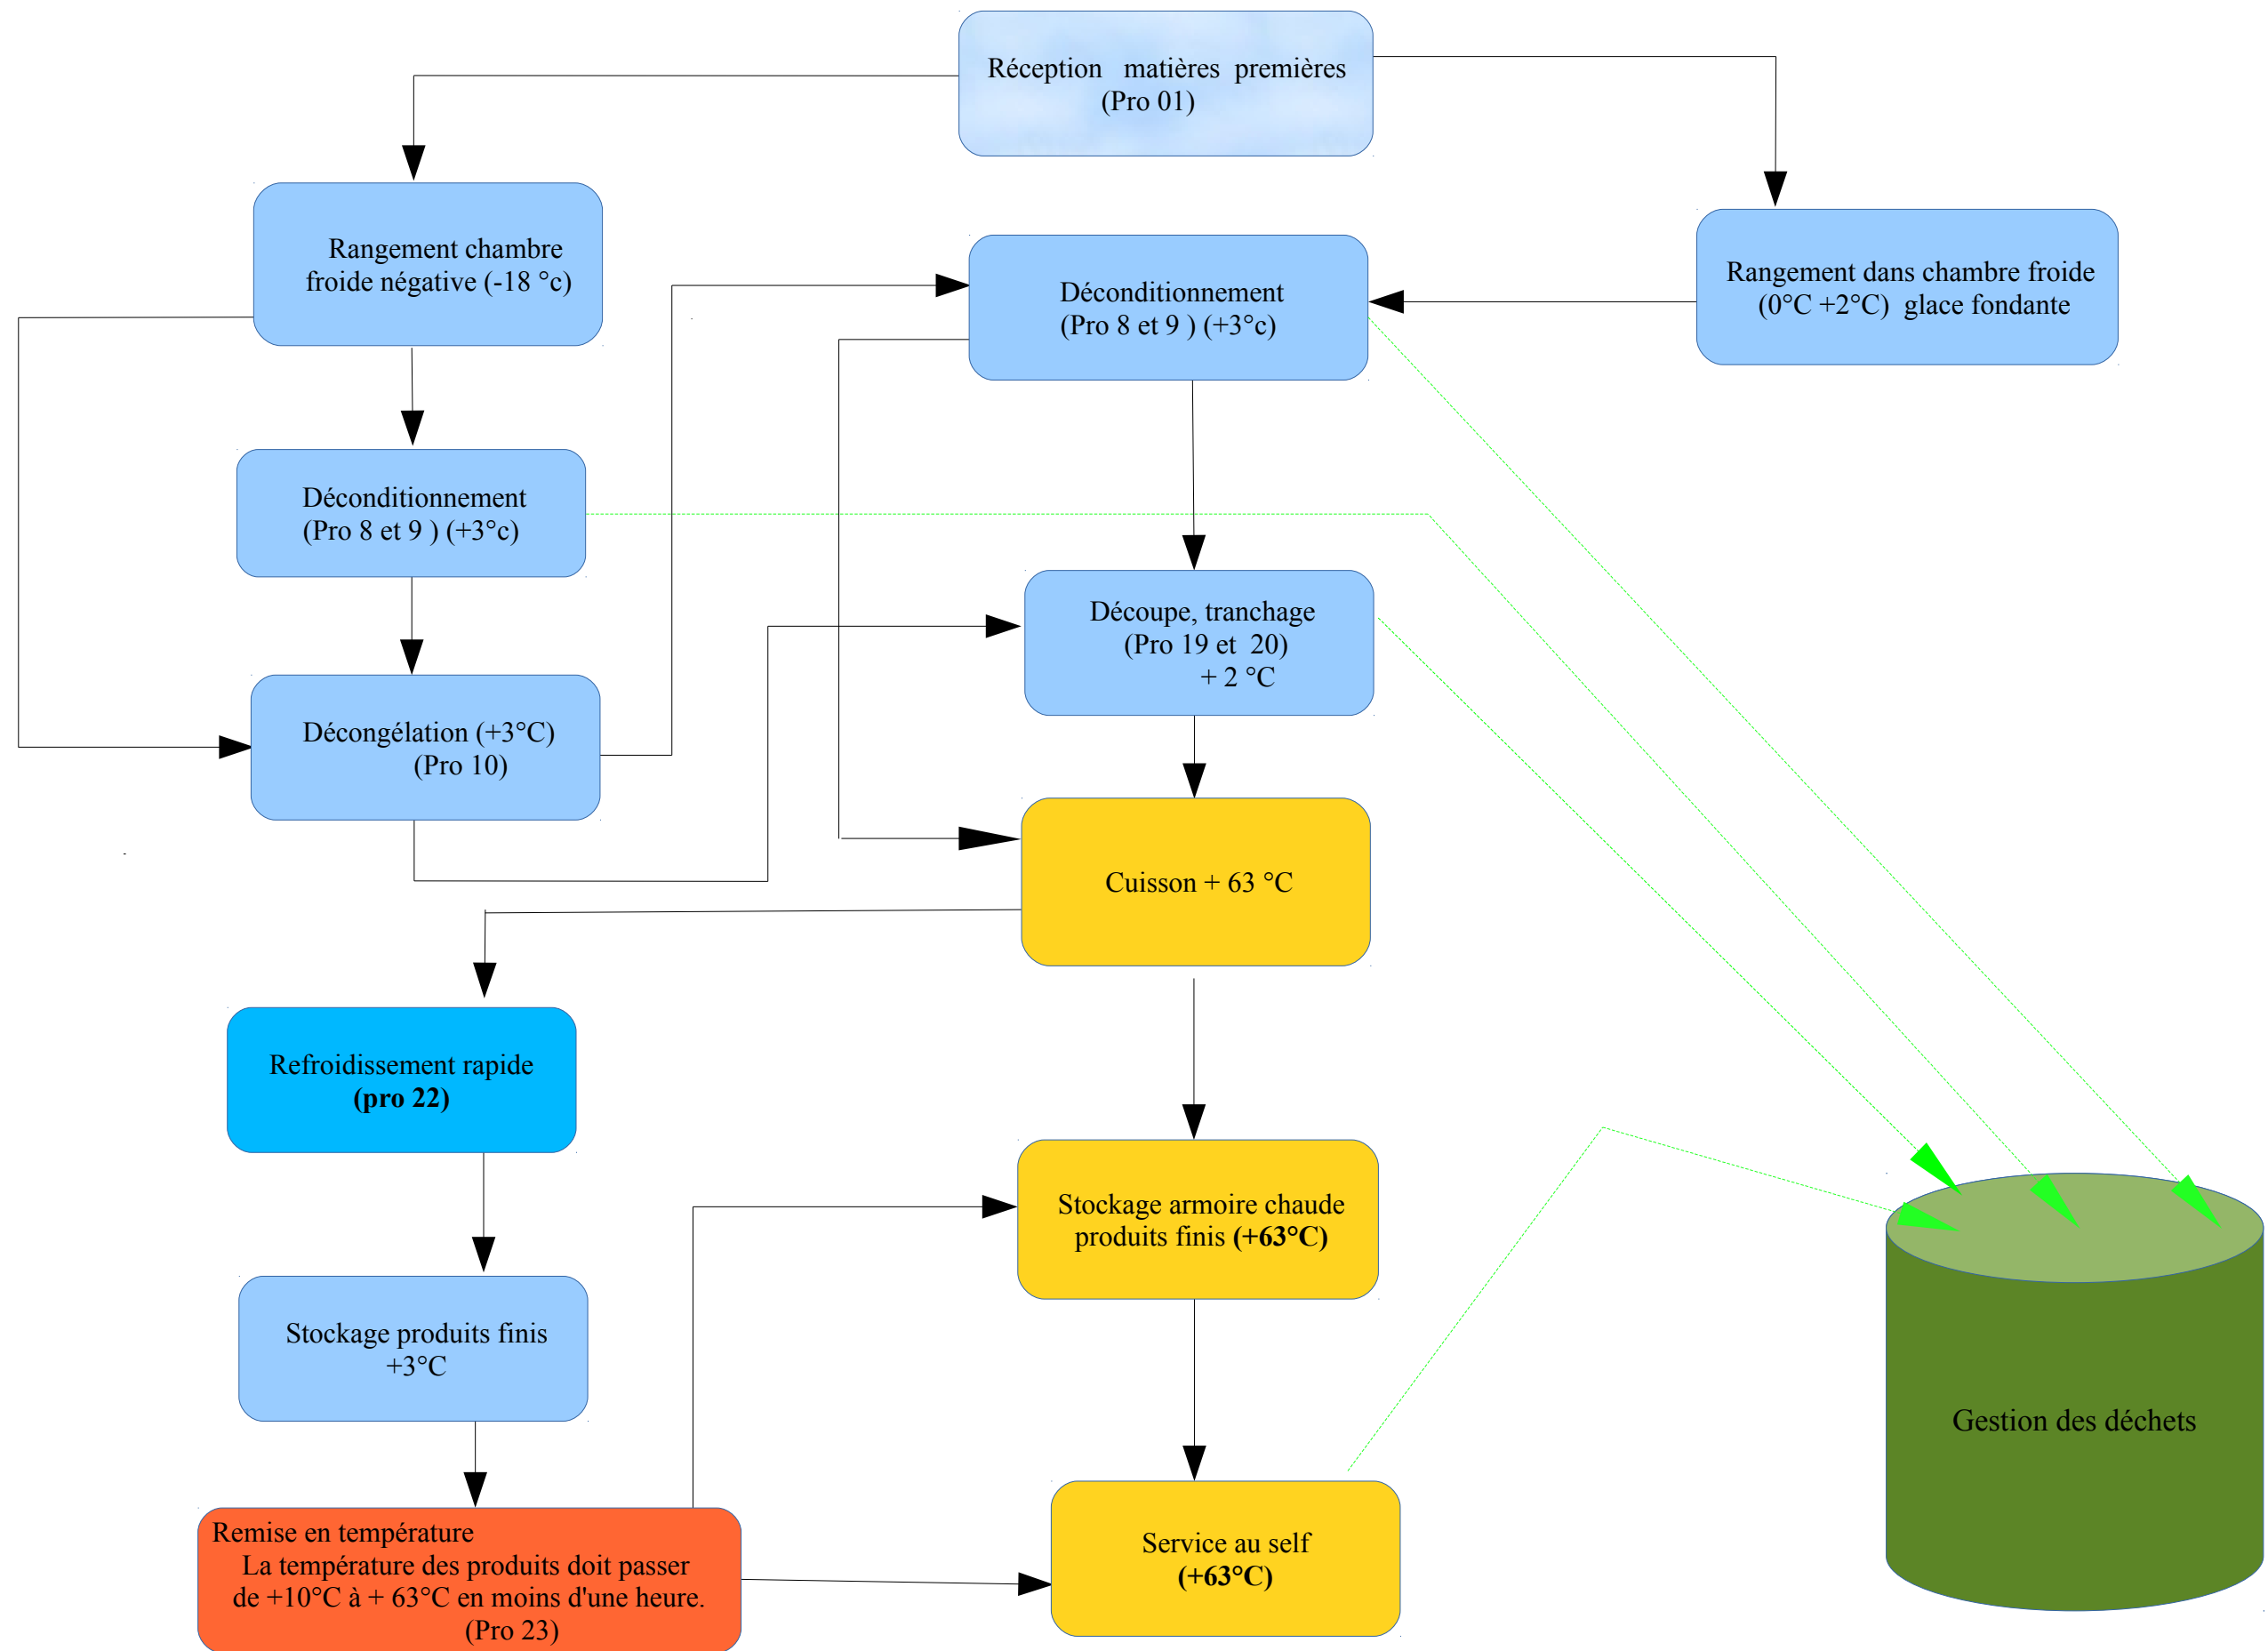 Réception matières premières
(Pro 01)
Rangement chambre
froide négative (-18 °c)
Déconditionnement
(Pro 8 et 9 ) (+3°c)
Rangement dans chambre froide
(0°C +2°C) glace fondante
Déconditionnement
(Pro 8 et 9 ) (+3°c)
Découpe, tranchage
(Pro 19 et 20)
+ 2 °C
Décongélation (+3°C)
(Pro 10)
Cuisson + 63 °C
Refroidissement rapide
(pro 22)
Stockage armoire chaude
produits finis (+63°C)
Stockage produits finis
+3°C
Gestion des déchets
Remise en température
La température des produits doit passer
de +10°C à + 63°C en moins d'une heure.
(Pro 23)
Service au self
(+63°C)